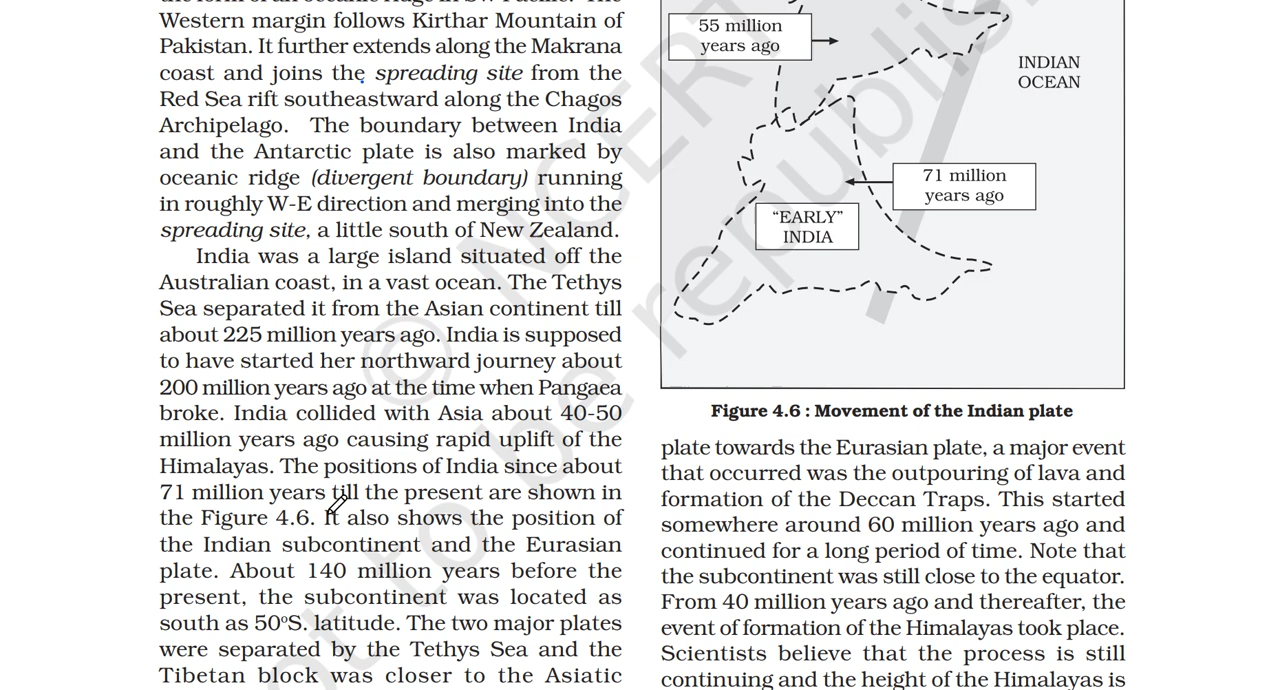 Western margin follows Kirthar Mountain of
Pakistan. It further extends along the Makrana
coast and joins the spreading site from the
Red Sea rift southeastward along the Chagos
Archipelago. The boundary between India
and the Antarctic plate is also marked by
oceanic ridge (divergent boundary) running
in roughly W-E direction and merging into the
spreading site, a little south of New Zealand.
India was a large island situated off the
Australian coast, in a vast ocean. The Tethys
Sea separated it from the Asian continent till
about 225 million years ago. India is supposed
to have started her northward journey about
200 million years ago at the time when Pangaea
broke. India collided with Asia about 40-50
million years ago causing rapid uplift of the
Himalayas. The positions of India since about
71 million years till the present are shown in
the Figure 4.6. It also shows the position of
the Indian subcontinent and the Eurasian
plate. About 140 million years before the
present, the subcontinent was located as
south as 50°S. latitude. The two major plates
were separated by the Tethys Sea and the
Tibetan block was closer to the Asiatic
55 million
years ago
INDIAN
OCEAN
71 million
years ago
“EARLY”
INDIA
Figure 4.6 : Movement of the Indian plate
plate towards the Eurasian plate, a major event
that occurred was the outpouring of lava and
formation of the Deccan Traps. This started
somewhere around 60 million years ago and
continued for a long period of time. Note that
the subcontinent was still close to the equator.
From 40 million years ago and thereafter, the
event of formation of the Himalayas took place.
Scientists believe that the process is still
continuing and the height of the Himalayas is
© NCERT
not to be republish